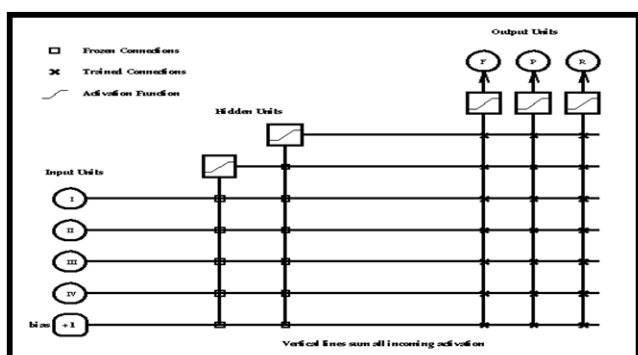 Output Units
Frozen Connections
F P R
Trained Connections
Activation Function
Hidden Units
Input Units
I
II
III
IV
bias +1
Vertical lines sum all incoming activation